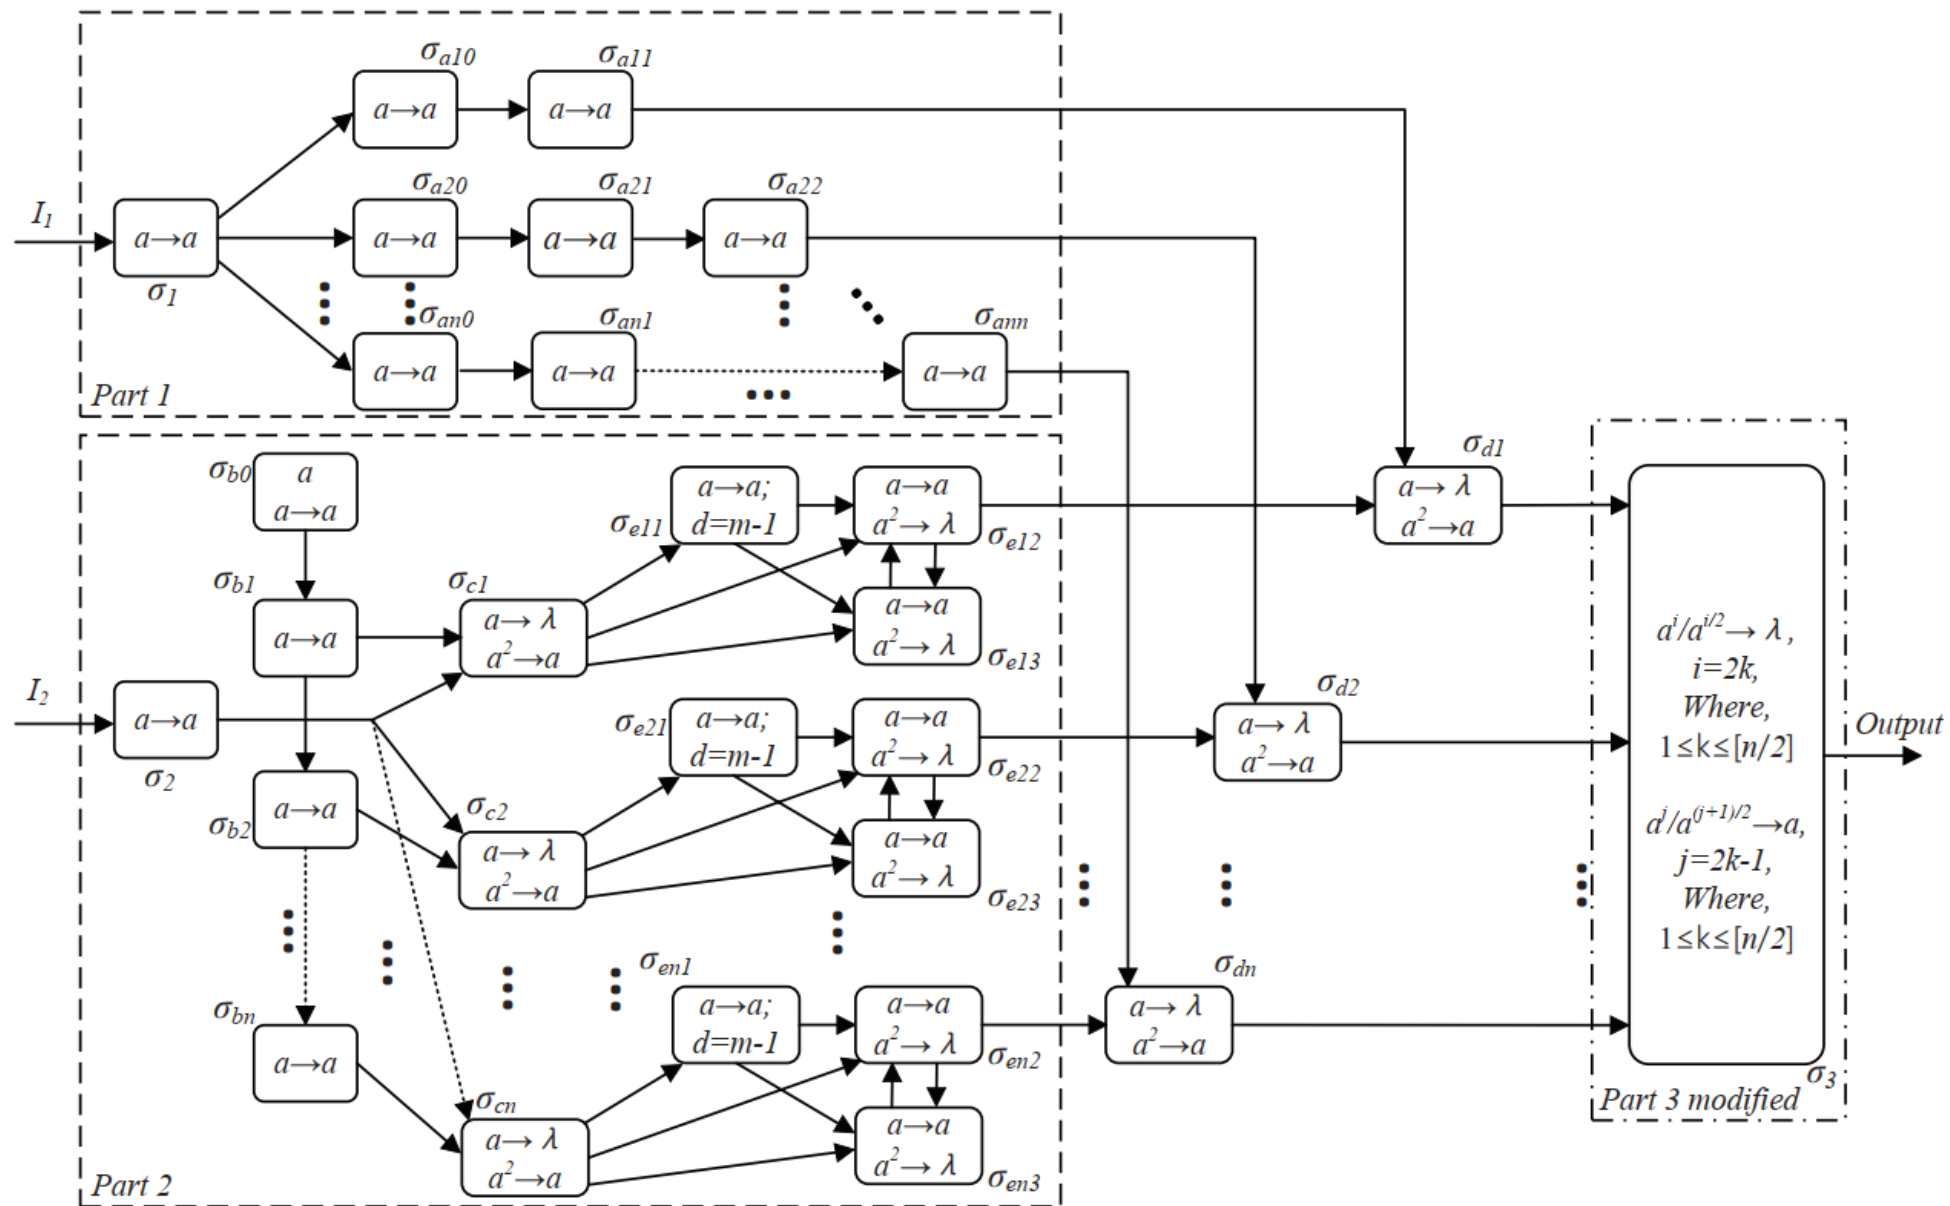 σa10
a→a
σa11
a→a
I1
a→a
σ1
σa20
a→a
σa21
a→a
σa22
a→a
σan0
a→a
σan1
a→a
σann
a→a
Part 1
σb0
a
a→a
σb1
a→a
I2
a→a
σ2
σb2
a→a
σbn
a→a
σc1
a→ λ
a²→a
σe11
a→a;
d=m-1
a→a
a²→ λ
σe12
a→a
a²→ λ
σe13
σc2
a→ λ
a²→a
σe21
a→a;
d=m-1
a→a
a²→ λ
σe22
a→a
a²→ λ
σe23
σcn
a→ λ
a²→a
σen1
a→a;
d=m-1
a→a
a²→ λ
σen2
a→a
a²→ λ
σen3
Part 2
σd1
a→ λ
a²→a
σd2
a→ λ
a²→a
σdn
a→ λ
a²→a
aⁱ/a^{i/2}→ λ,
i=2k,
Where,
1≤k≤[n/2]
aʲ/a^{(j+1)/2}→a,
j=2k-1,
Where,
1≤k≤[n/2]
σ3
Part 3 modified
Output